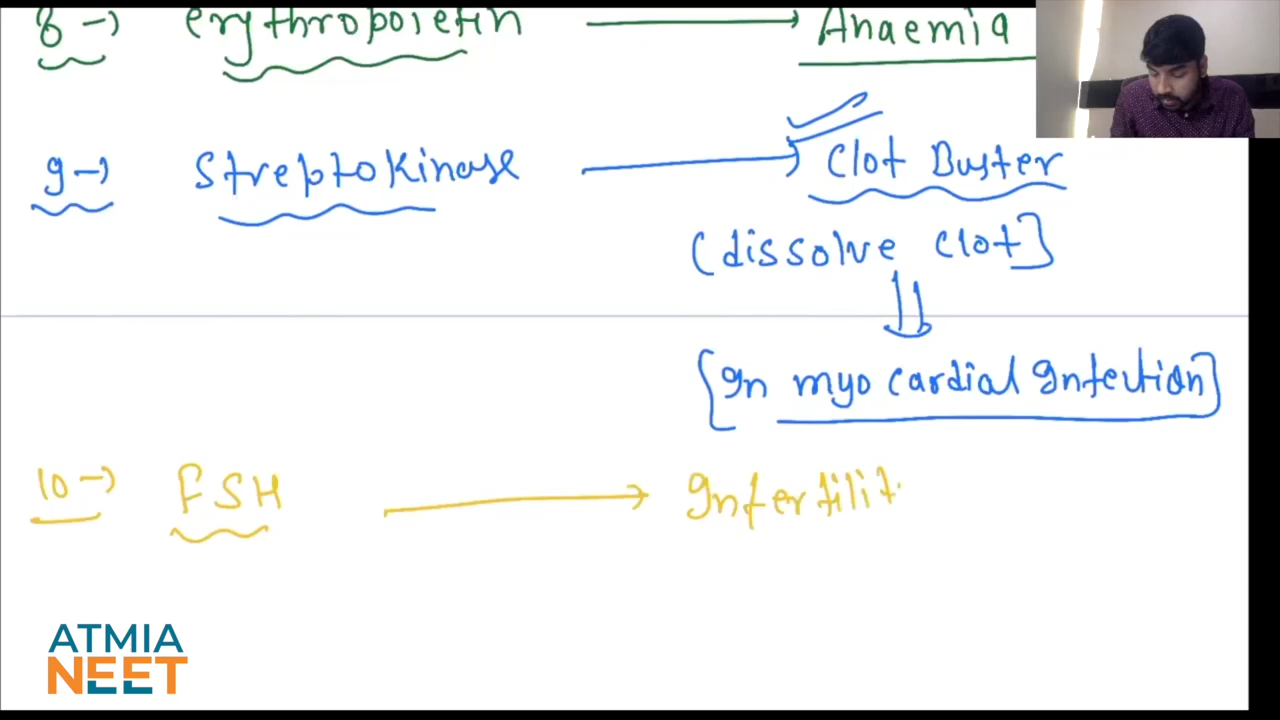 8 → erythropoietin → Anaemia
9 → Streptokinase → Clot Buster
(dissolve Clot]
[In myo cardial Infection]
10 → FSH → Infertilit
ATMIA
NEET